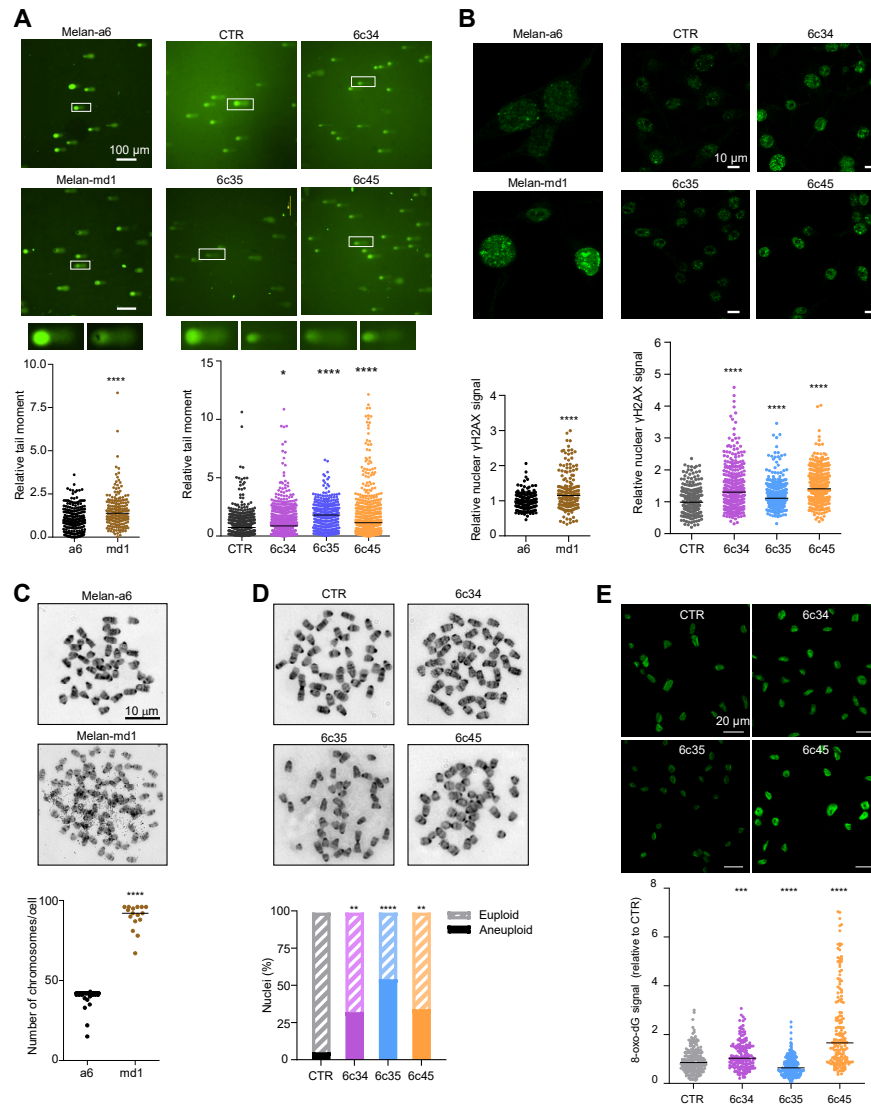 A
Melan-a6
CTR
6c34
100 µm
Melan-md1
6c35
6c45
Relative tail moment
10.0
7.5
5.0
2.5
0.0
****
a6
md1
Relative tail moment
15
10
5
0
*
****
****
CTR
6c34
6c35
6c45
B
Melan-a6
CTR
6c34
10 µm
Melan-md1
6c35
6c45
Relative nuclear γH2AX signal
4
3
2
1
0
****
a6
md1
Relative nuclear γH2AX signal
6
5
4
3
2
1
0
****
****
****
CTR
6c34
6c35
6c45
C
Melan-a6
10 µm
Melan-md1
Number of chromosomes/cell
100
50
0
****
a6
md1
D
CTR
6c34
6c35
6c45
Nuclei (%)
100
75
50
25
0
**
****
**
Euploid
Aneuploid
CTR
6c34
6c35
6c45
E
CTR
6c34
20 µm
6c35
6c45
8-oxo-dG signal (relative to CTR)
8
6
4
2
0
***
****
****
CTR
6c34
6c35
6c45